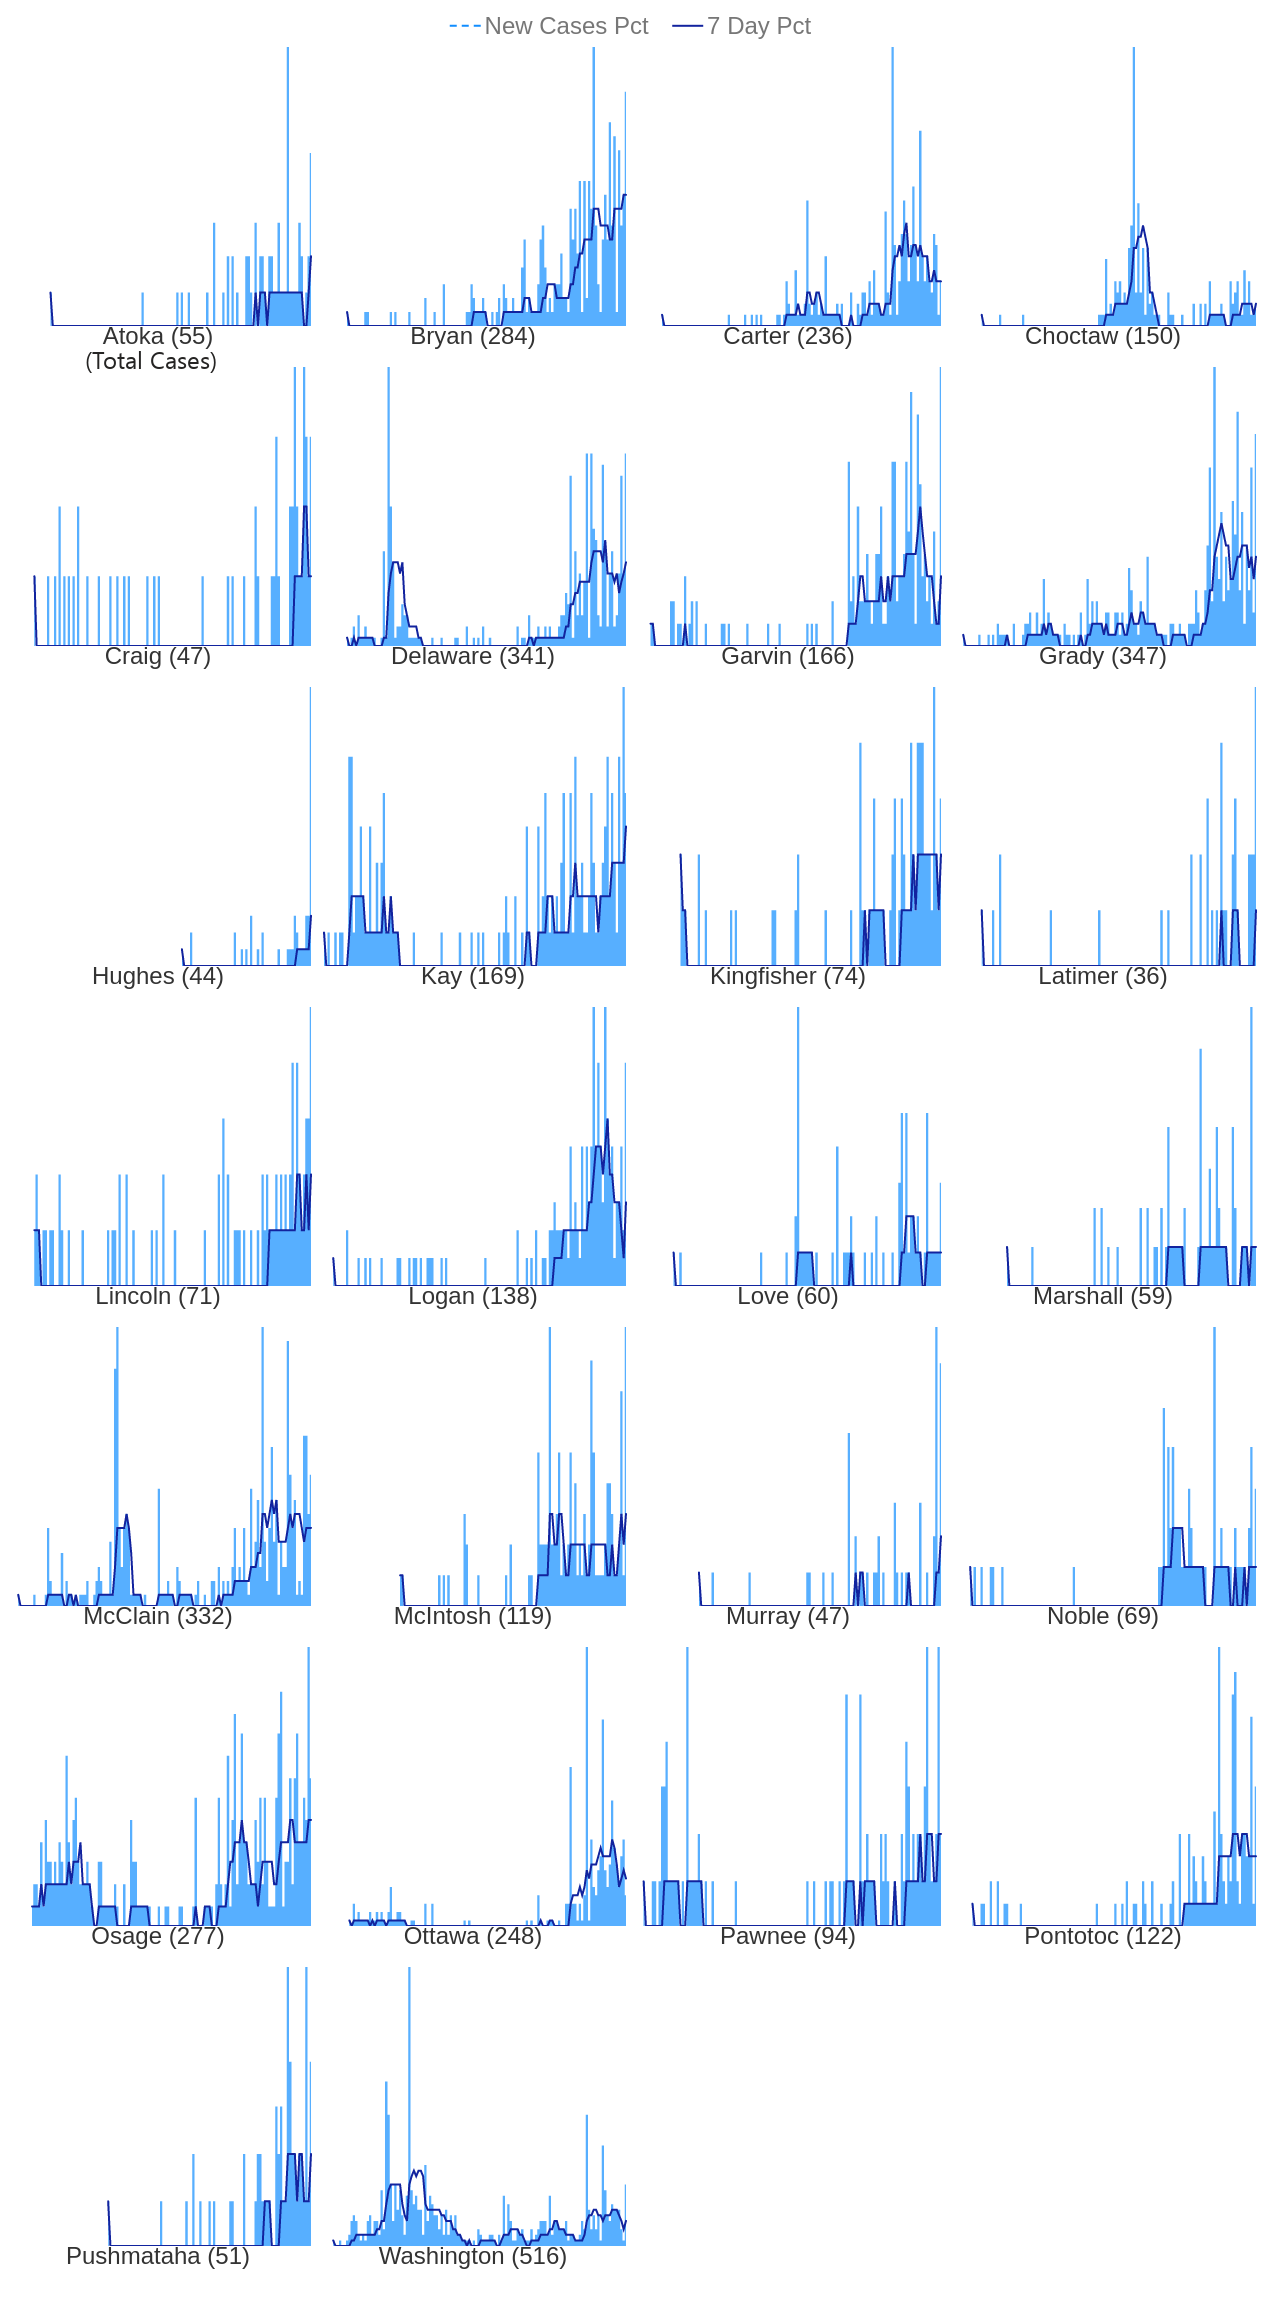 New Cases Pct 7 Day Pct
Atoka (55) Bryan (284) Carter (236) Choctaw (150)
(Total Cases)
Craig (47) Delaware (341) Garvin (166) Grady (347)
Hughes (44) Kay (169) Kingfisher (74) Latimer (36)
Lincoln (71) Logan (138) Love (60) Marshall (59)
McClain (332) McIntosh (119) Murray (47) Noble (69)
Osage (277) Ottawa (248) Pawnee (94) Pontotoc (122)
Pushmataha (51) Washington (516)